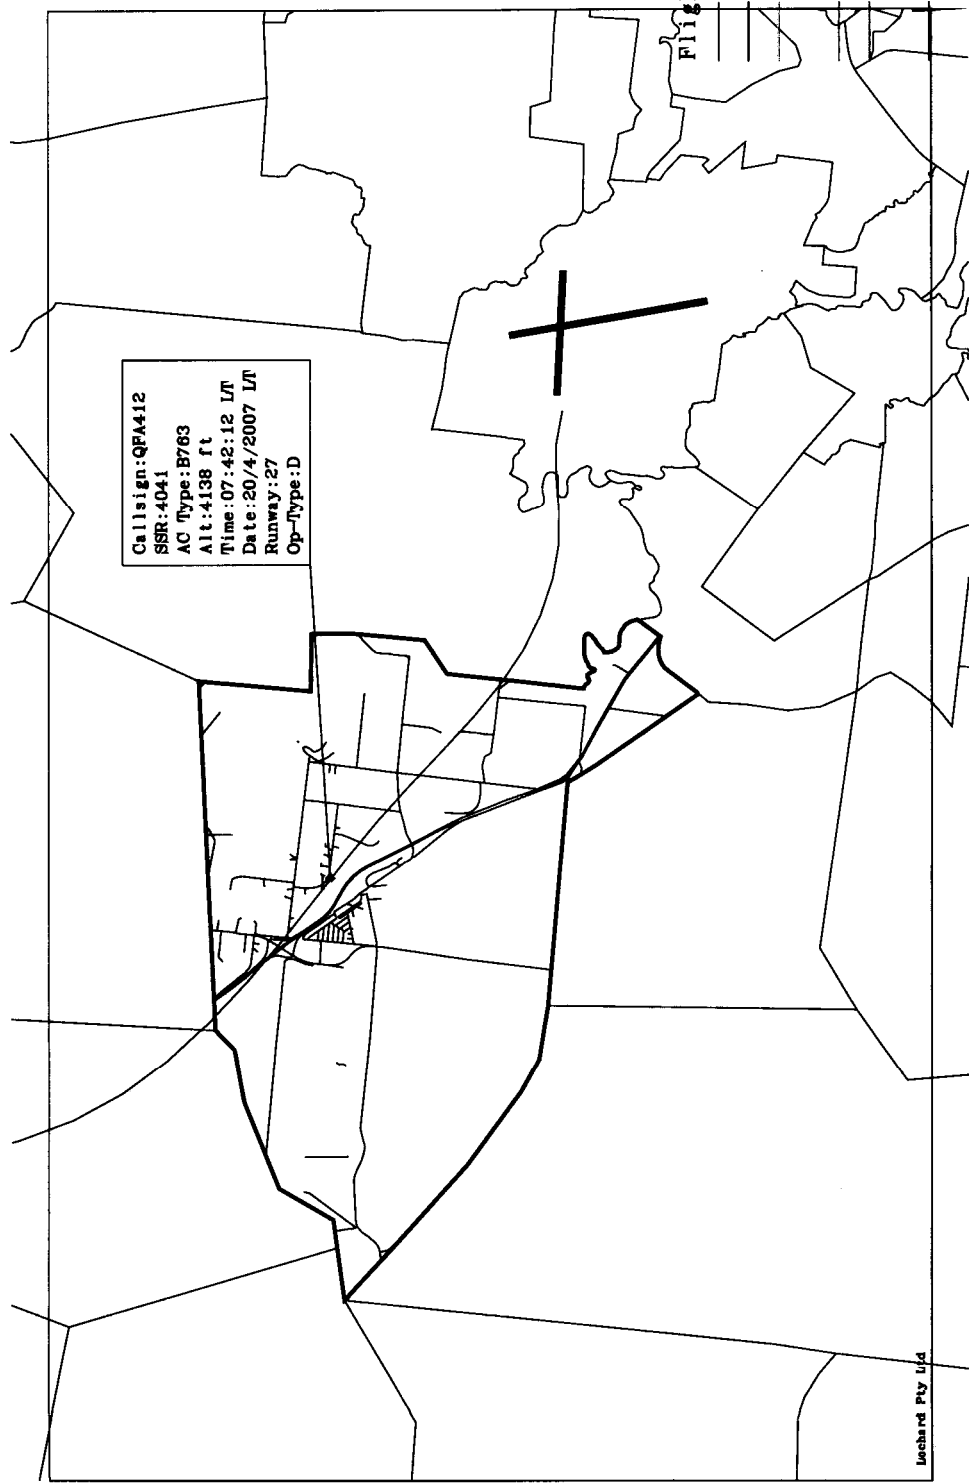 Callsign:QFA412
SSR:4041
AC Type:B763
Alt:4138 ft
Time:07:42:12 LT
Date:20/4/2007 LT
Runway:27
Op-Type:D
Flig
Lochard Pty Ltd